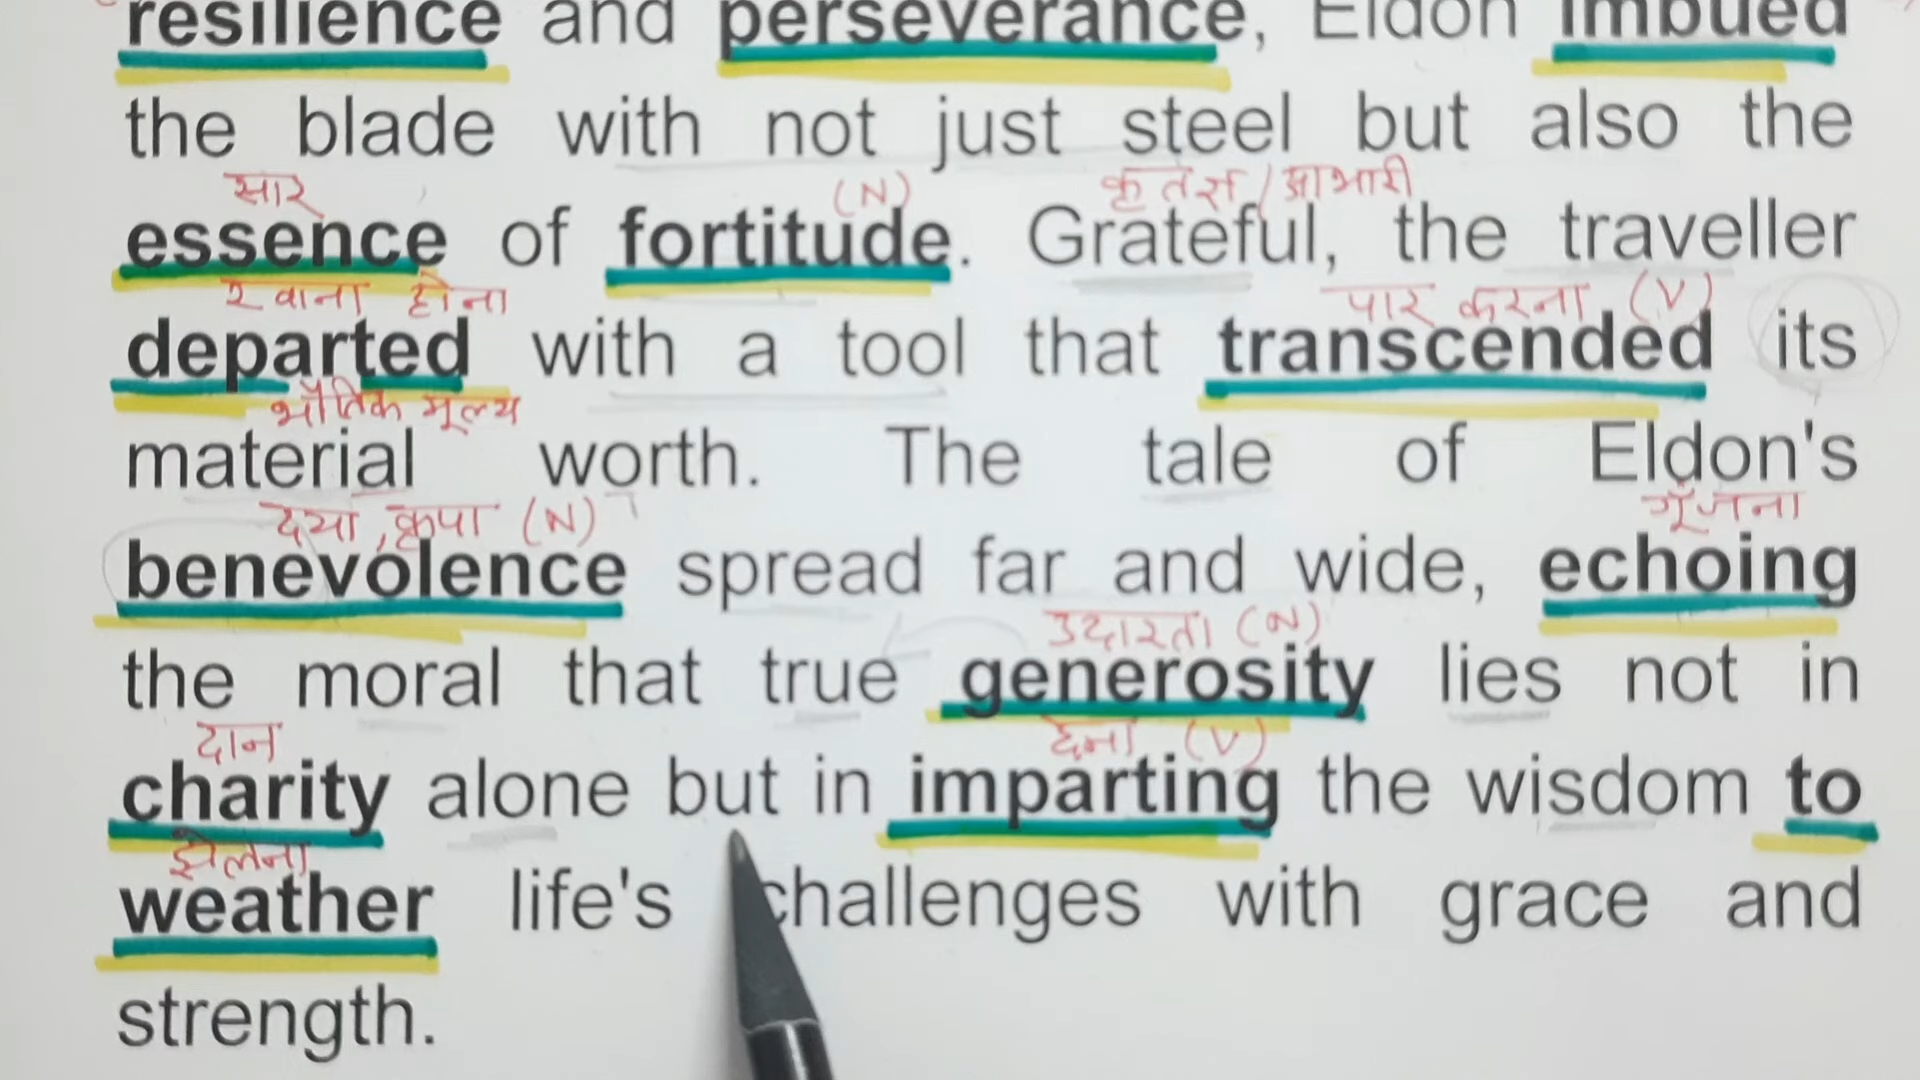 resilience and perseverance, Eldon imbued
the blade with not just steel but also the
सार (N) कृतज्ञ / आभारी
essence of fortitude. Grateful, the traveller
रवाना होना पार करना (V)
departed with a tool that transcended its
भौतिक मूल्य
material worth. The tale of Eldon's
दया, कृपा (N) गूँजना
benevolence spread far and wide, echoing
उदारता (N)
the moral that true generosity lies not in
दान देना (V)
charity alone but in imparting the wisdom to
झेलना
weather life's challenges with grace and
strength.